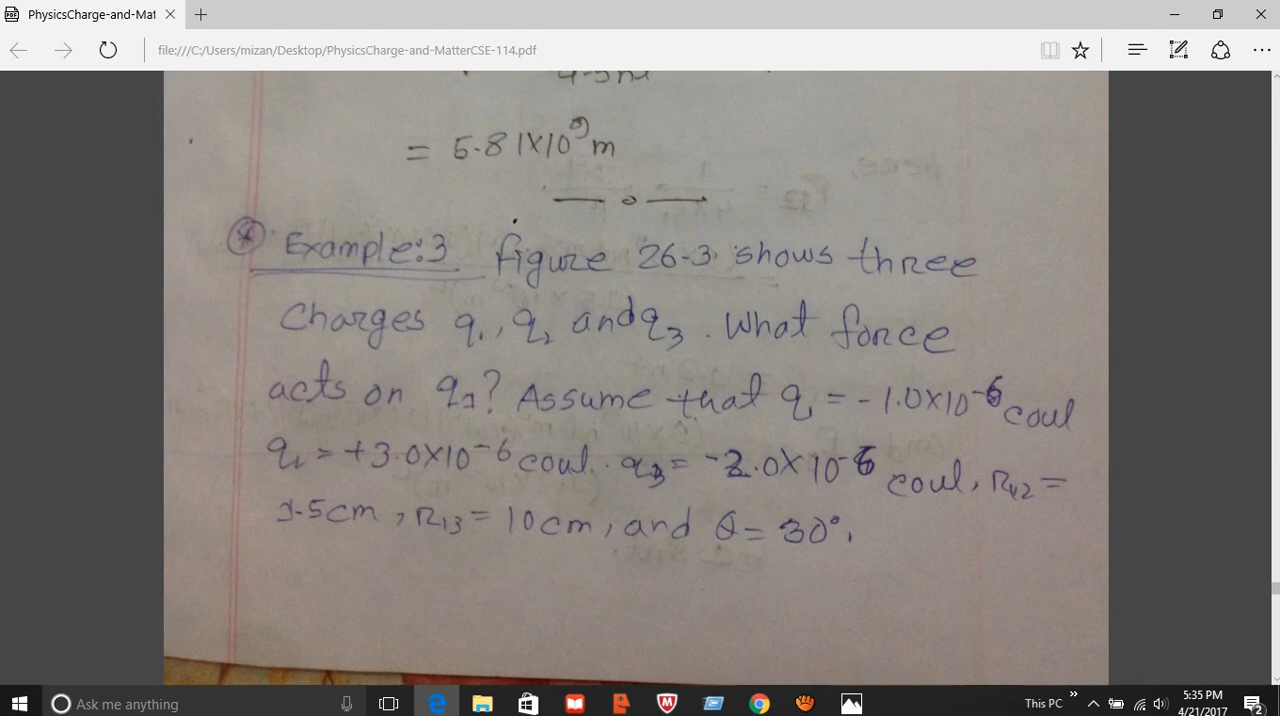 PhysicsCharge-and-Mat
file:///C:/Users/mizan/Desktop/PhysicsCharge-and-MatterCSE-114.pdf
= 5.81×10⁹ m
Example:3 figure 26-3 shows three
Charges q₁, q₂ and q₃. What force
acts on q₁? Assume that q₁ = -1.0×10⁻⁶ coul
= +3.0×10⁻⁶ coul. q₃ = -2.0×10⁻⁶ coul, r₁₂ =
cm, r₁₃ = 10cm, and θ = 30°.
Ask me anything
This PC
5:35 PM
4/21/2017
2